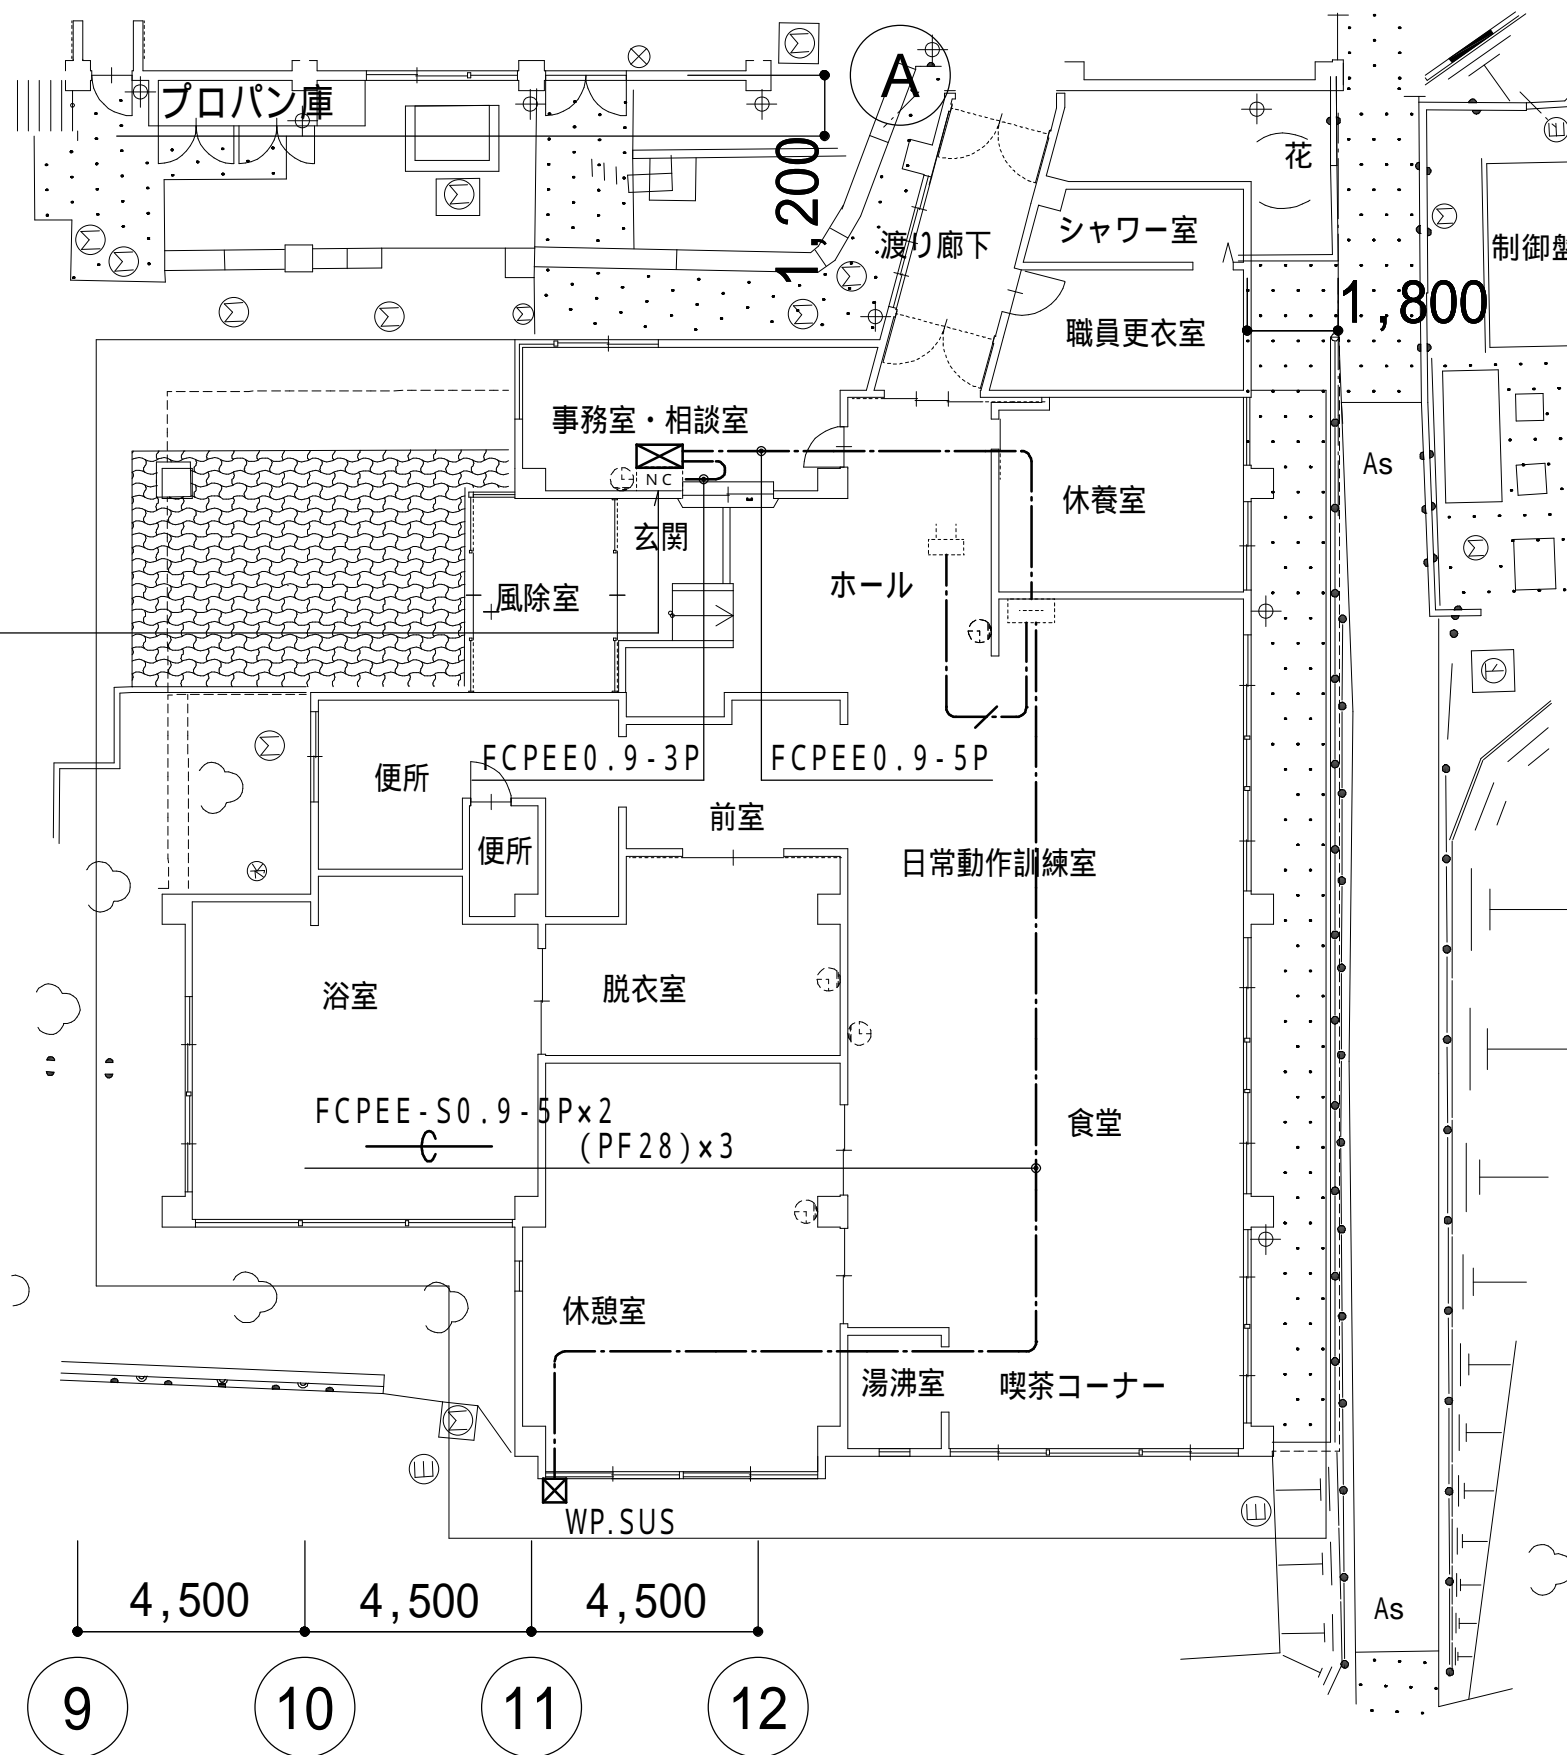 A
プロパン庫
1,200
花
シャワー室
渡り廊下
制御盤
1,800
職員更衣室
事務室・相談室
As
NC
休養室
玄関
ホール
風除室
FCPEE0.9-3P
FCPEE0.9-5P
便所
前室
便所
日常動作訓練室
浴室
脱衣室
FCPEE-S0.9-5P×2
(PF28)×3
食堂
休憩室
湯沸室
喫茶コーナー
WP.SUS
4,500
4,500
4,500
As
9
10
11
12